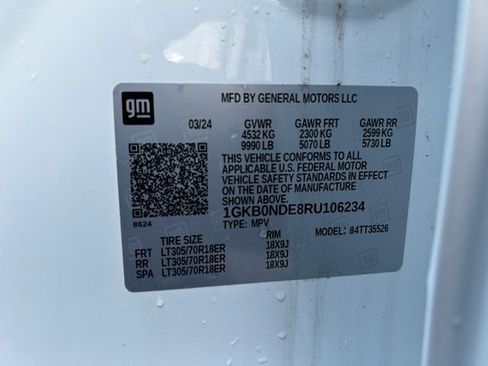 gm
MFD BY GENERAL MOTORS LLC
03/24 GVWR GAWR FRT GAWR RR
4532 KG 2300 KG 2599 KG
9990 LB 5070 LB 5730 LB
THIS VEHICLE CONFORMS TO ALL
APPLICABLE U.S. FEDERAL MOTOR
VEHICLE SAFETY STANDARDS IN EFFECT
ON THE DATE OF MANUFACTURE SHOWN ABOVE.
1GKB0NDE8RU106234
8624 TYPE: MPV MODEL: 84TT35526
TIRE SIZE RIM
FRT LT305/70R18ER 18X9J
RR LT305/70R18ER 18X9J
SPA LT305/70R18ER 18X9J